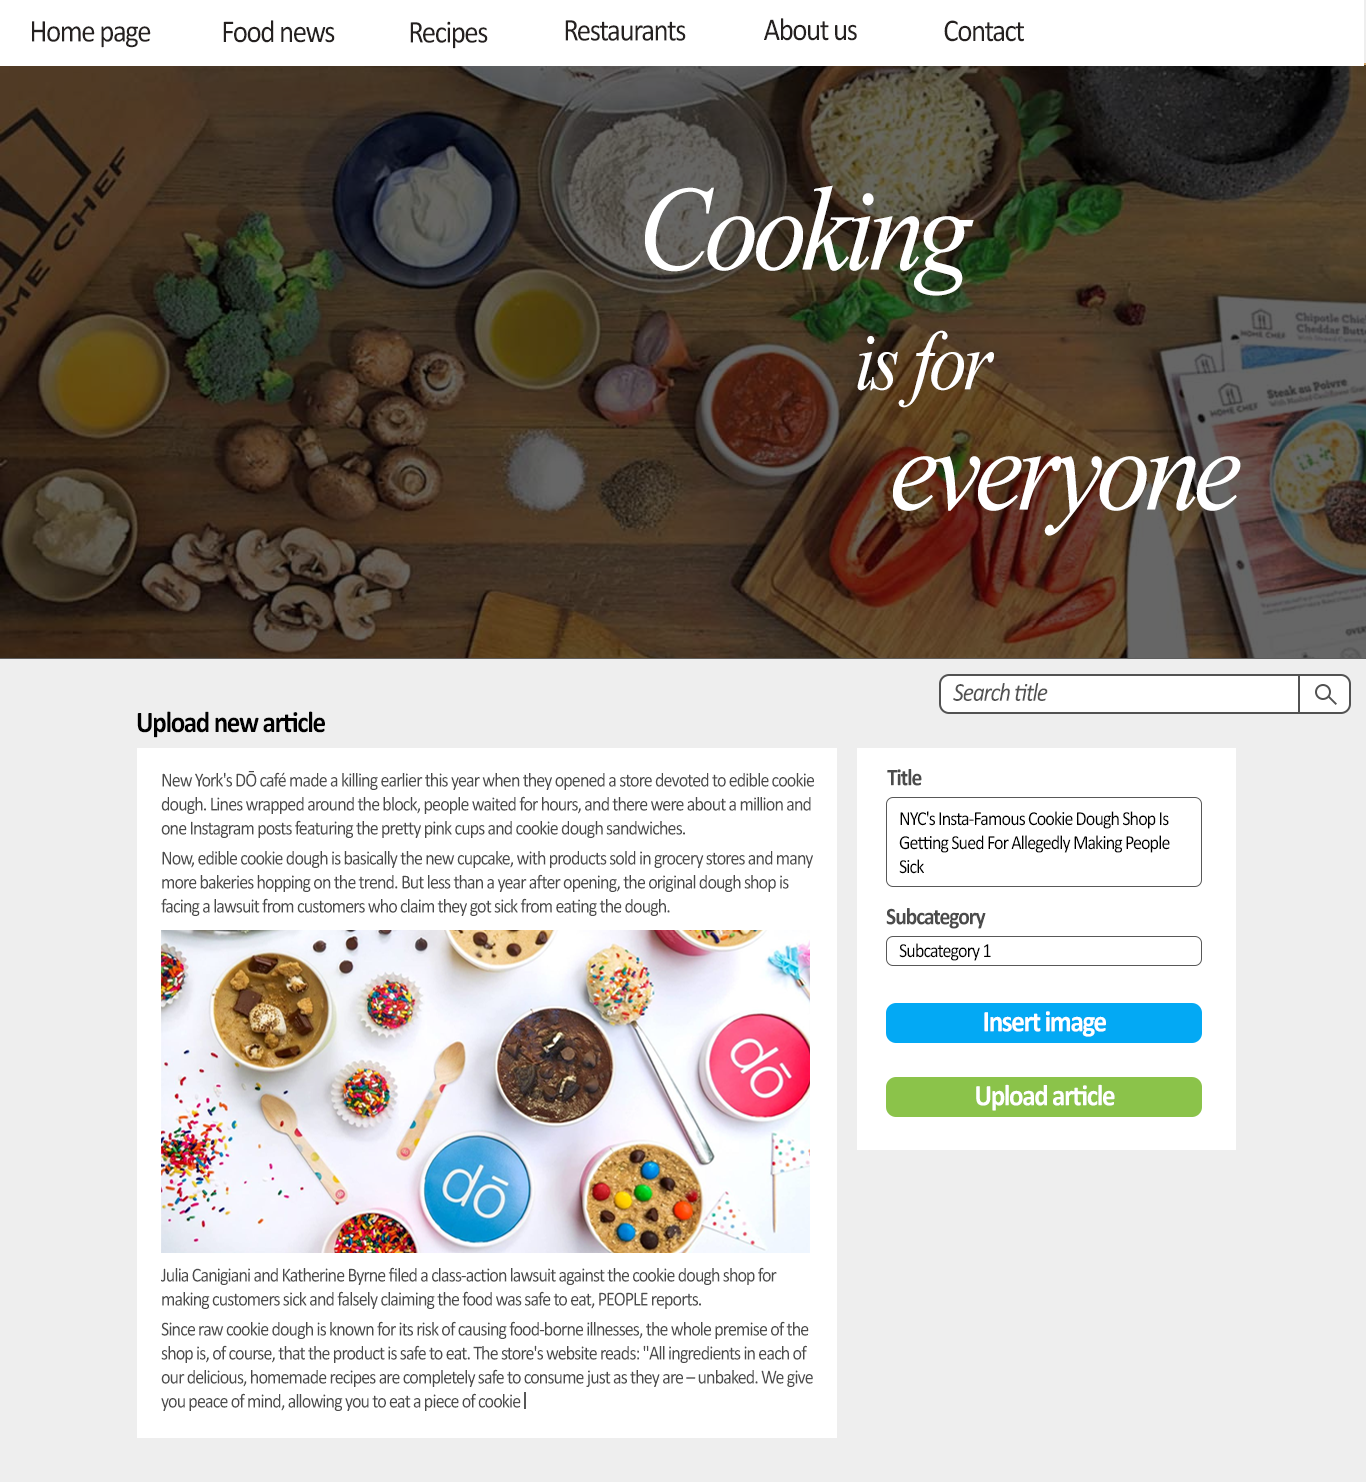 Home page Food news Recipes Restaurants About us Contact
OME CHEF
Cooking
is for
everyone
HOME CHEF
Chipotle
Cheddar
HOME CHEF
Steak au Poivre
Search title
Upload new article
New York's DŌ café made a killing earlier this year when they opened a store devoted to edible cookie
dough. Lines wrapped around the block, people waited for hours, and there were about a million and
one Instagram posts featuring the pretty pink cups and cookie dough sandwiches.
Now, edible cookie dough is basically the new cupcake, with products sold in grocery stores and many
more bakeries hopping on the trend. But less than a year after opening, the original dough shop is
facing a lawsuit from customers who claim they got sick from eating the dough.
dō
dō
Julia Canigiani and Katherine Byrne filed a class-action lawsuit against the cookie dough shop for
making customers sick and falsely claiming the food was safe to eat, PEOPLE reports.
Since raw cookie dough is known for its risk of causing food-borne illnesses, the whole premise of the
shop is, of course, that the product is safe to eat. The store's website reads: "All ingredients in each of
our delicious, homemade recipes are completely safe to consume just as they are – unbaked. We give
you peace of mind, allowing you to eat a piece of cookie
Title
NYC's Insta-Famous Cookie Dough Shop Is
Getting Sued For Allegedly Making People
Sick
Subcategory
Subcategory 1
Insert image
Upload article